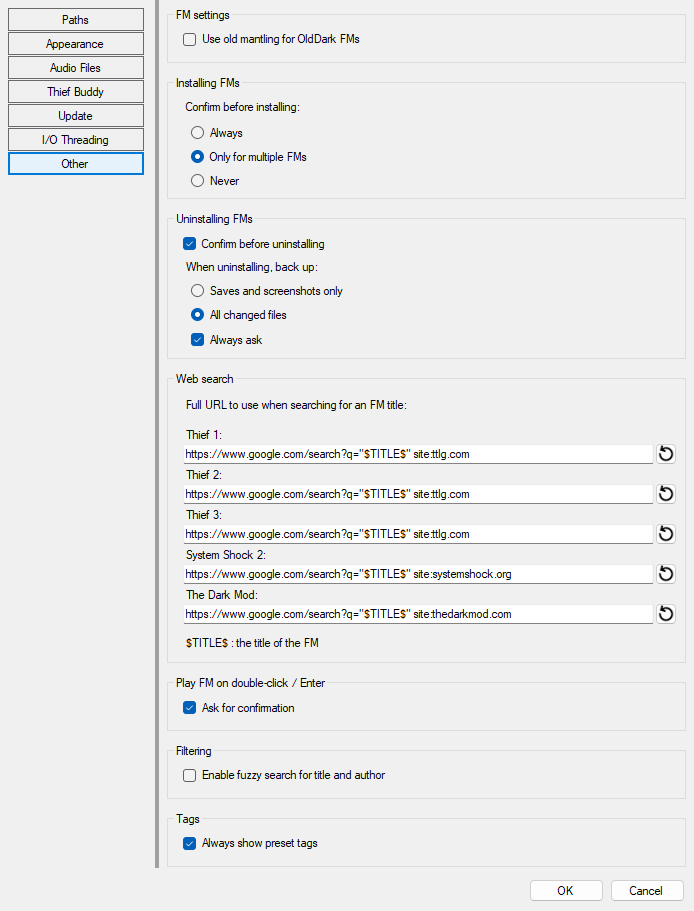 Paths
Appearance
Audio Files
Thief Buddy
Update
I/O Threading
Other
FM settings
Use old mantling for OldDark FMs
Installing FMs
Confirm before installing:
Always
Only for multiple FMs
Never
Uninstalling FMs
Confirm before uninstalling
When uninstalling, back up:
Saves and screenshots only
All changed files
Always ask
Web search
Full URL to use when searching for an FM title:
Thief 1:
https://www.google.com/search?q="$TITLE$" site:ttlg.com
Thief 2:
https://www.google.com/search?q="$TITLE$" site:ttlg.com
Thief 3:
https://www.google.com/search?q="$TITLE$" site:ttlg.com
System Shock 2:
https://www.google.com/search?q="$TITLE$" site:systemshock.org
The Dark Mod:
https://www.google.com/search?q="$TITLE$" site:thedarkmod.com
$TITLE$ : the title of the FM
Play FM on double-click / Enter
Ask for confirmation
Filtering
Enable fuzzy search for title and author
Tags
Always show preset tags
OK
Cancel